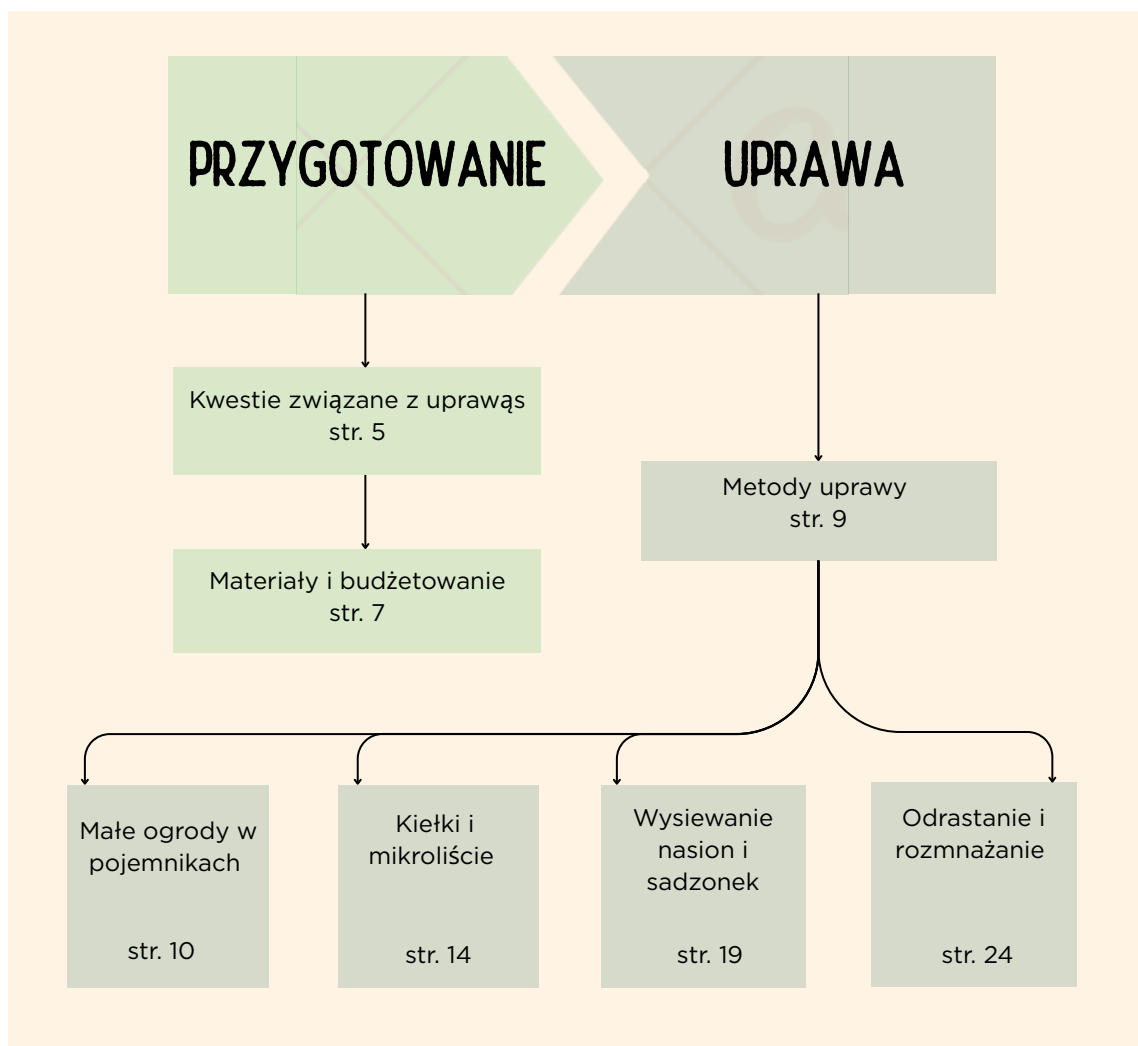 PRZYGOTOWANIE
UPRAWA
Kwestie związane z uprawąs
str. 5
Materiały i budżetowanie
str. 7
Metody uprawy
str. 9
Małe ogrody w
pojemnikach
str. 10
Kiełki i
mikroliście
str. 14
Wysiewanie
nasion i
sadzonek
str. 19
Odrastanie i
rozmnażanie
str. 24